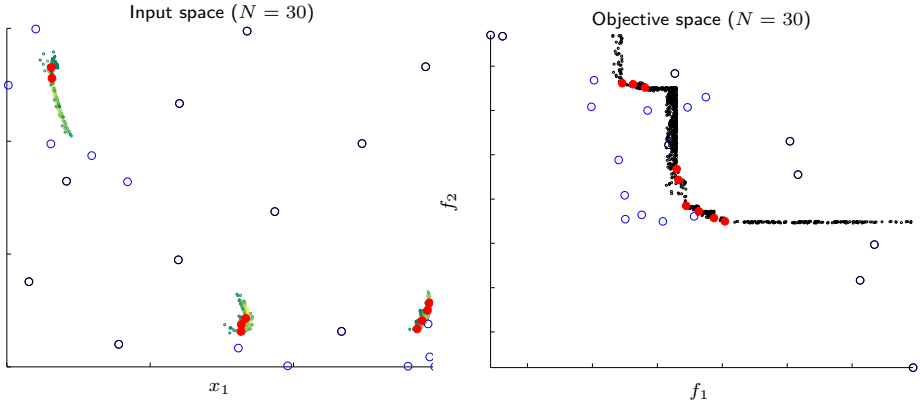 Input space (N = 30)
x₁
Objective space (N = 30)
f₂
f₁